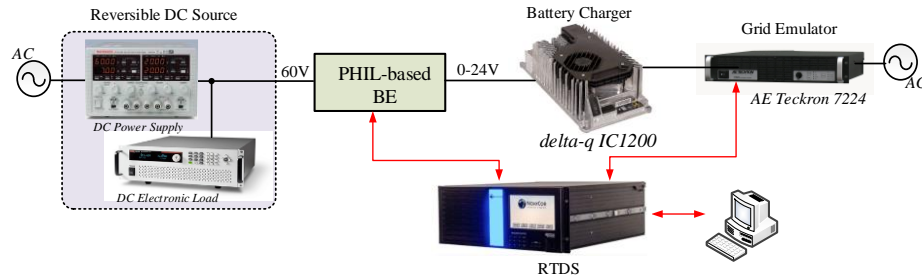 Reversible DC Source
Battery Charger
Grid Emulator
AC
60V
PHIL-based
BE
0-24V
AC
DC Power Supply
delta-q IC1200
AE Teckron 7224
DC Electronic Load
RTDS